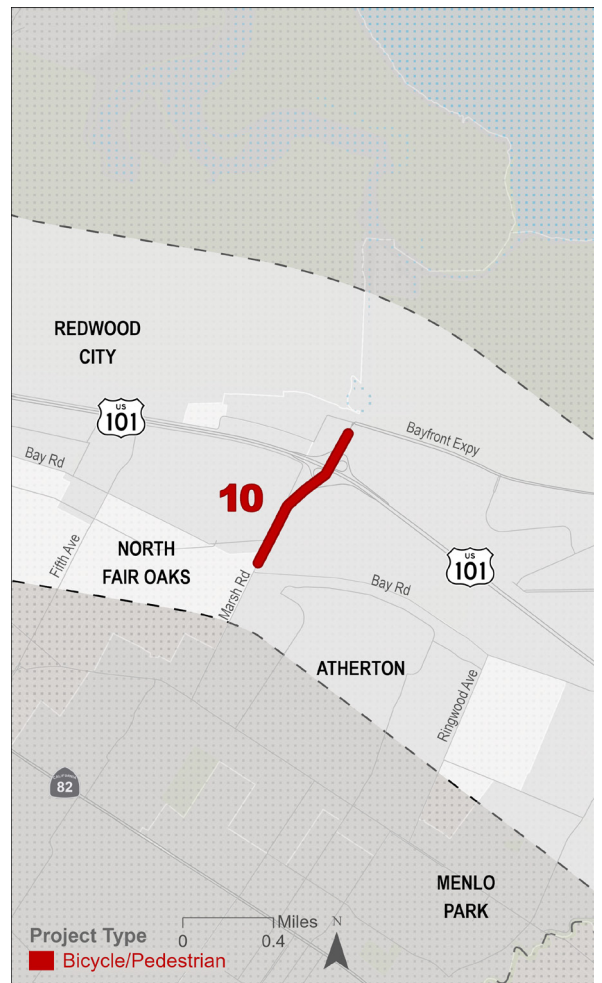 REDWOOD
CITY
US
101
Bayfront Expy
Bay Rd
10
Fifth Ave
NORTH
FAIR OAKS
US
101
Marsh Rd
Bay Rd
ATHERTON
Ringwood Ave
CALIFORNIA
82
MENLO
PARK
Miles
N
0
0.4
Project Type
Bicycle/Pedestrian